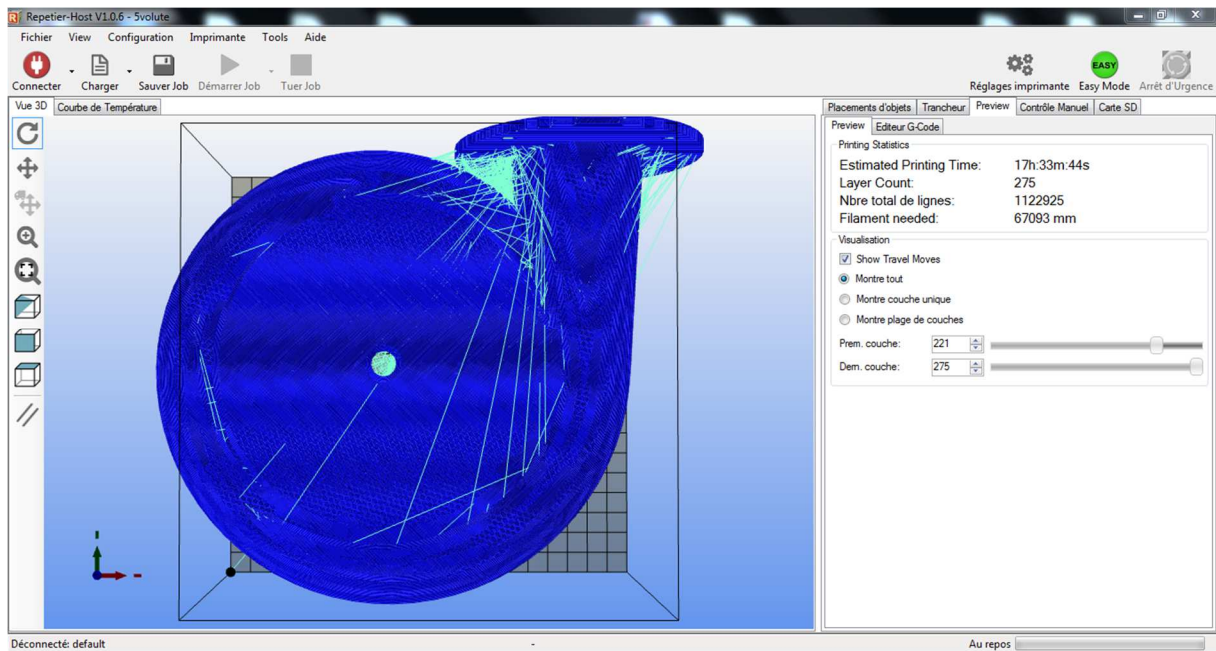 Repetier-Host V1.0.6 - 5volute
Fichier View Configuration Imprimante Tools Aide
Connecter Charger Sauver Job Démarrer Job Tuer Job Réglages imprimante Easy Mode Arrêt d'Urgence
EASY
Vue 3D Courbe de Température
Placements d'objets Trancheur Preview Contrôle Manuel Carte SD
Preview Editeur G-Code
Printing Statistics
Estimated Printing Time: 17h:33m:44s
Layer Count: 275
Nbre total de lignes: 1122925
Filament needed: 67093 mm
Visualisation
Show Travel Moves
Montre tout
Montre couche unique
Montre plage de couches
Prem. couche: 221
Dern. couche: 275
Déconnecté: default - Au repos